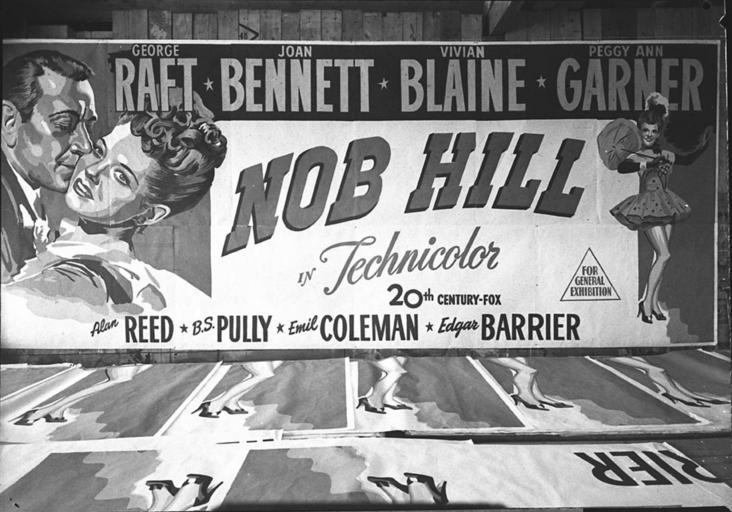 GEORGE RAFT ★ JOAN BENNETT ★ VIVIAN BLAINE ★ PEGGY ANN GARNER
NOB HILL
IN Technicolor
20th CENTURY-FOX
FOR
GENERAL
EXHIBITION
Alan REED ★ B.S. PULLY ★ Emil COLEMAN ★ Edgar BARRIER
RIER